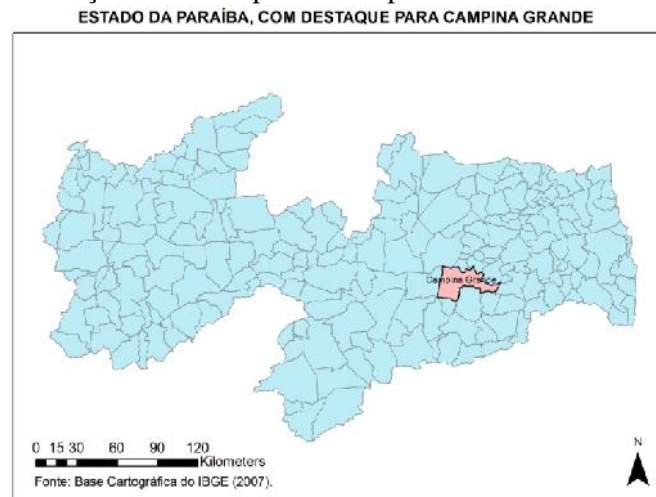 ESTADO DA PARAÍBA, COM DESTAQUE PARA CAMPINA GRANDE
Campina Grande
N
0 15 30 60 90 120
Kilometers
Fonte: Base Cartográfica do IBGE (2007).